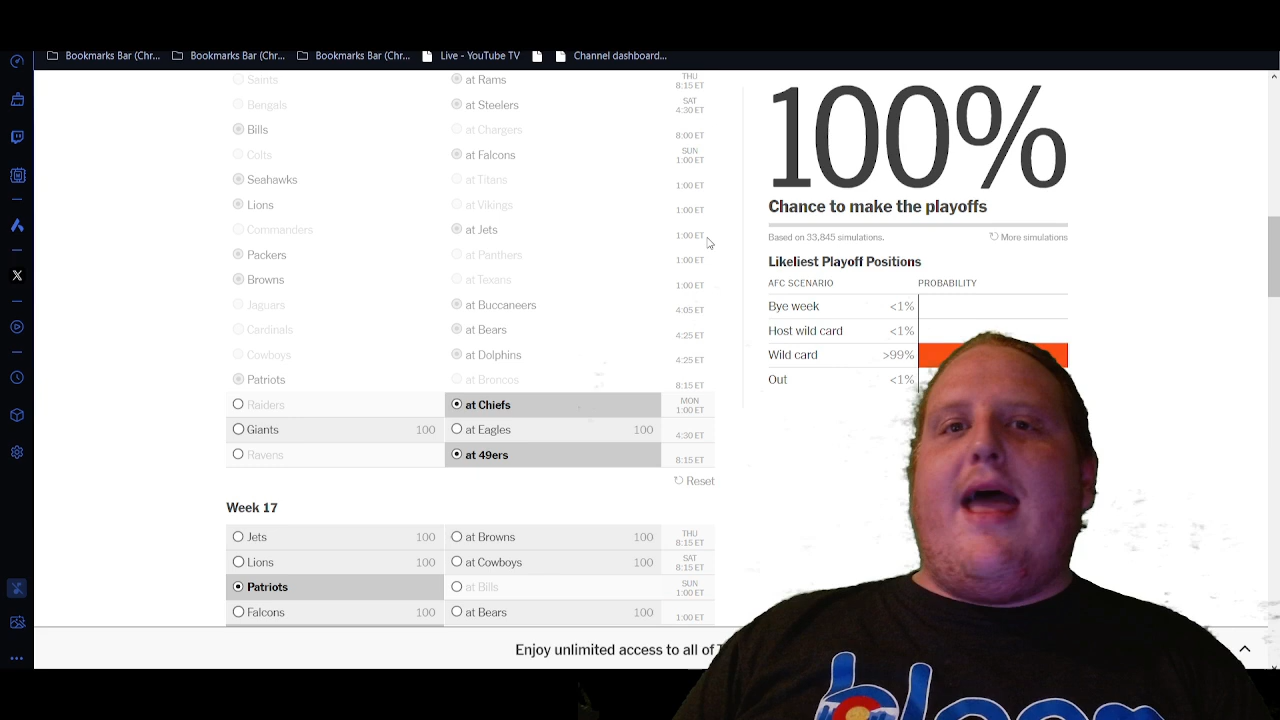 Bookmarks Bar (Chr... Bookmarks Bar (Chr... Bookmarks Bar (Chr... Live - YouTube TV Channel dashboard...
Saints at Rams THU 8:15 ET
Bengals at Steelers SAT 4:30 ET
Bills at Chargers 8:00 ET
Colts at Falcons SUN 1:00 ET
Seahawks at Titans 1:00 ET
Lions at Vikings 1:00 ET
Commanders at Jets 1:00 ET
Packers at Panthers 1:00 ET
Browns at Texans 1:00 ET
Jaguars at Buccaneers 4:05 ET
Cardinals at Bears 4:25 ET
Cowboys at Dolphins 4:25 ET
Patriots at Broncos 8:15 ET
Raiders at Chiefs MON 1:00 ET
Giants 100 at Eagles 100 4:30 ET
Ravens at 49ers 8:15 ET
Reset
Week 17
Jets 100 at Browns 100 THU 8:15 ET
Lions 100 at Cowboys 100 SAT 8:15 ET
Patriots at Bills SUN 1:00 ET
Falcons 100 at Bears 100 1:00 ET
100%
Chance to make the playoffs
Based on 33,845 simulations. More simulations
Likeliest Playoff Positions
AFC SCENARIO PROBABILITY
Bye week <1%
Host wild card <1%
Wild card >99%
Out <1%
Enjoy unlimited access to all of